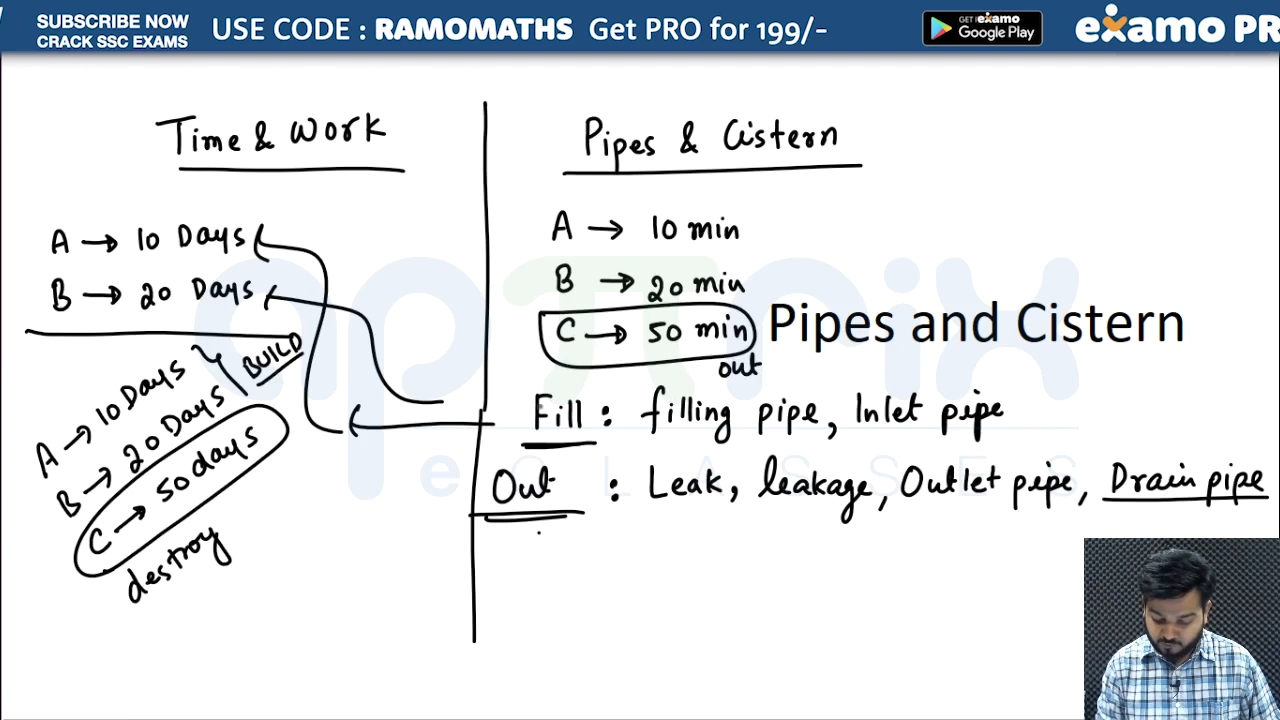 SUBSCRIBE NOW
CRACK SSC EXAMS
USE CODE : RAMOMATHS Get PRO for 199/-
GET examo
Google Play
examo PR
Time & Work
A → 10 Days
B → 20 Days
BUILD
A → 10 Days
B → 20 Days
C → 50 days
destroy
Pipes & Cistern
A → 10 min
B → 20 min
C → 50 min
out
Pipes and Cistern
Fill : filling pipe, Inlet pipe
Out : Leak, leakage, Outlet pipe, Drain pipe
eCLASSES